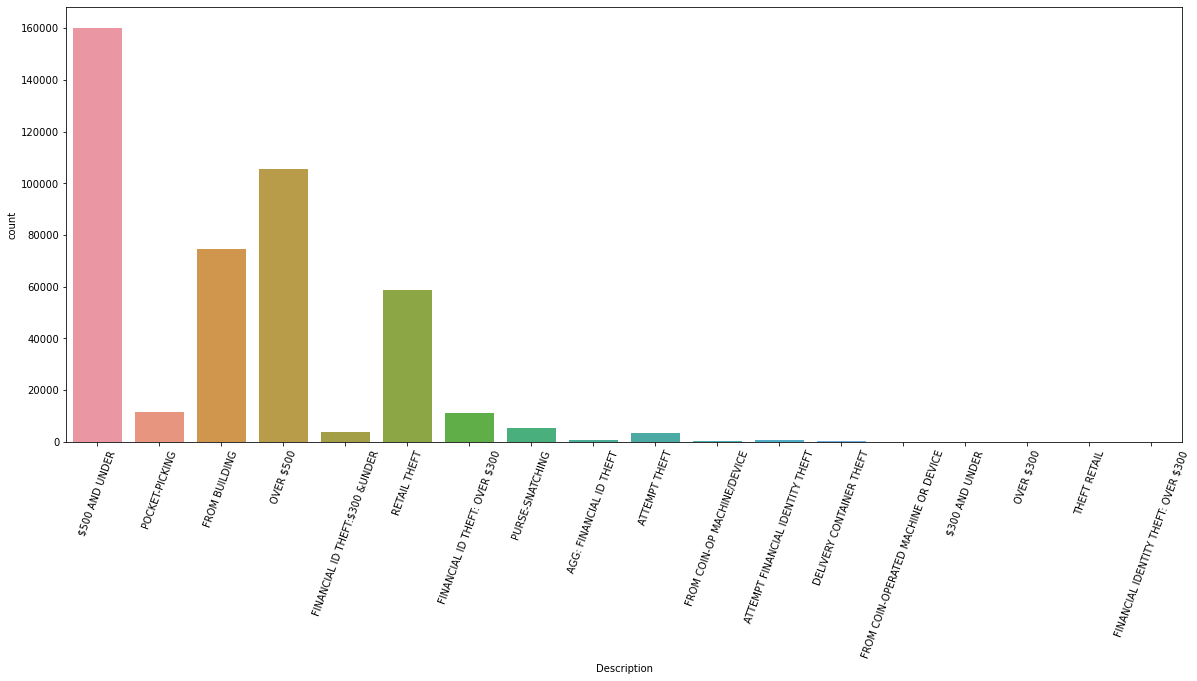 160000
140000
120000
100000
80000
60000
40000
20000
0
count
$500 AND UNDER
POCKET-PICKING
FROM BUILDING
OVER $500
FINANCIAL ID THEFT:$300 &UNDER
RETAIL THEFT
FINANCIAL ID THEFT: OVER $300
PURSE-SNATCHING
AGG: FINANCIAL ID THEFT
ATTEMPT THEFT
FROM COIN-OP MACHINE/DEVICE
ATTEMPT FINANCIAL IDENTITY THEFT
DELIVERY CONTAINER THEFT
FROM COIN-OPERATED MACHINE OR DEVICE
$300 AND UNDER
OVER $300
THEFT RETAIL
FINANCIAL IDENTITY THEFT: OVER $300
Description